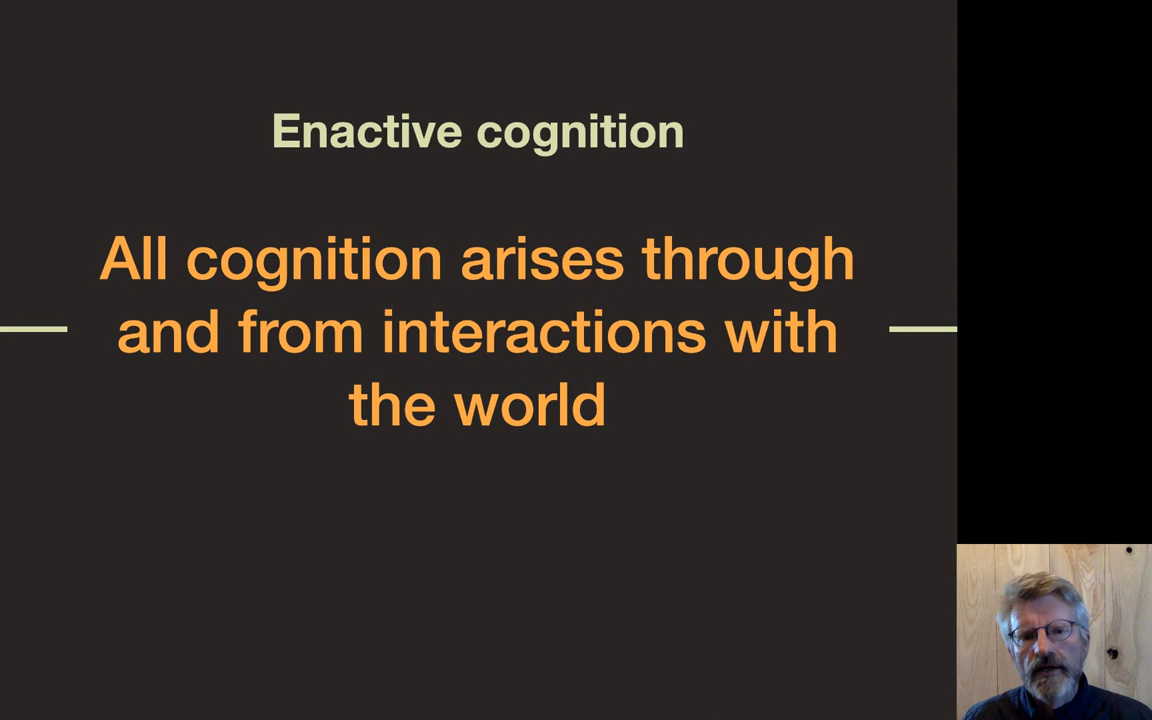 Enactive cognition
All cognition arises through
and from interactions with
the world